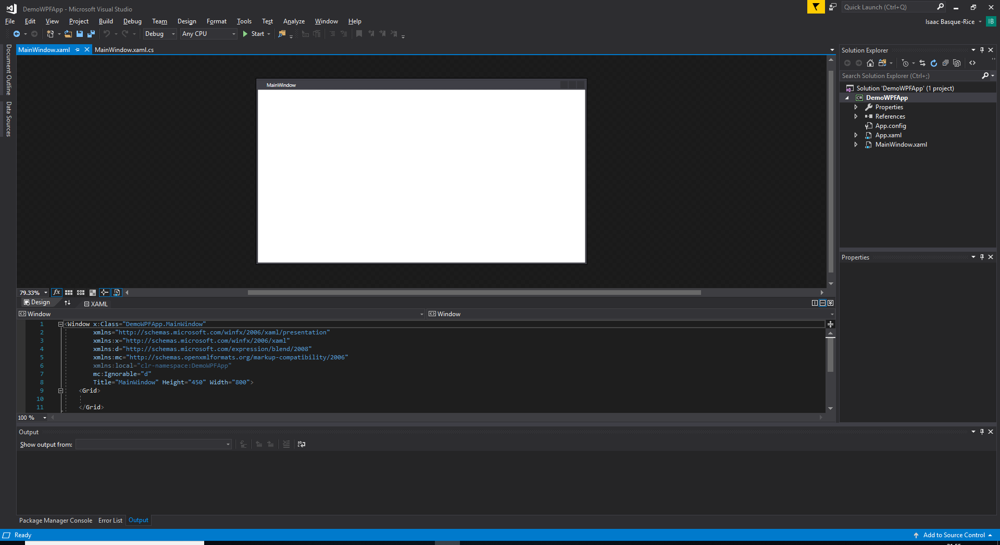 DemoWPFApp - Microsoft Visual Studio
Quick Launch (Ctrl+Q)
File Edit View Project Build Debug Team Design Format Tools Test Analyze Window Help
Isaac Basque-Rice IB
Debug Any CPU Start
MainWindow.xaml MainWindow.xaml.cs
Document Outline
Data Sources
MainWindow
Solution Explorer
Search Solution Explorer (Ctrl+;)
Solution 'DemoWPFApp' (1 project)
C# DemoWPFApp
Properties
References
App.config
App.xaml
MainWindow.xaml
Properties
79.33% fx
Design XAML
Window Window
1 <Window x:Class="DemoWPFApp.MainWindow"
2 xmlns="http://schemas.microsoft.com/winfx/2006/xaml/presentation"
3 xmlns:x="http://schemas.microsoft.com/winfx/2006/xaml"
4 xmlns:d="http://schemas.microsoft.com/expression/blend/2008"
5 xmlns:mc="http://schemas.openxmlformats.org/markup-compatibility/2006"
6 xmlns:local="clr-namespace:DemoWPFApp"
7 mc:Ignorable="d"
8 Title="MainWindow" Height="450" Width="800">
9 <Grid>
10
11 </Grid>
100 %
Output
Show output from:
Package Manager Console Error List Output
Ready
Add to Source Control